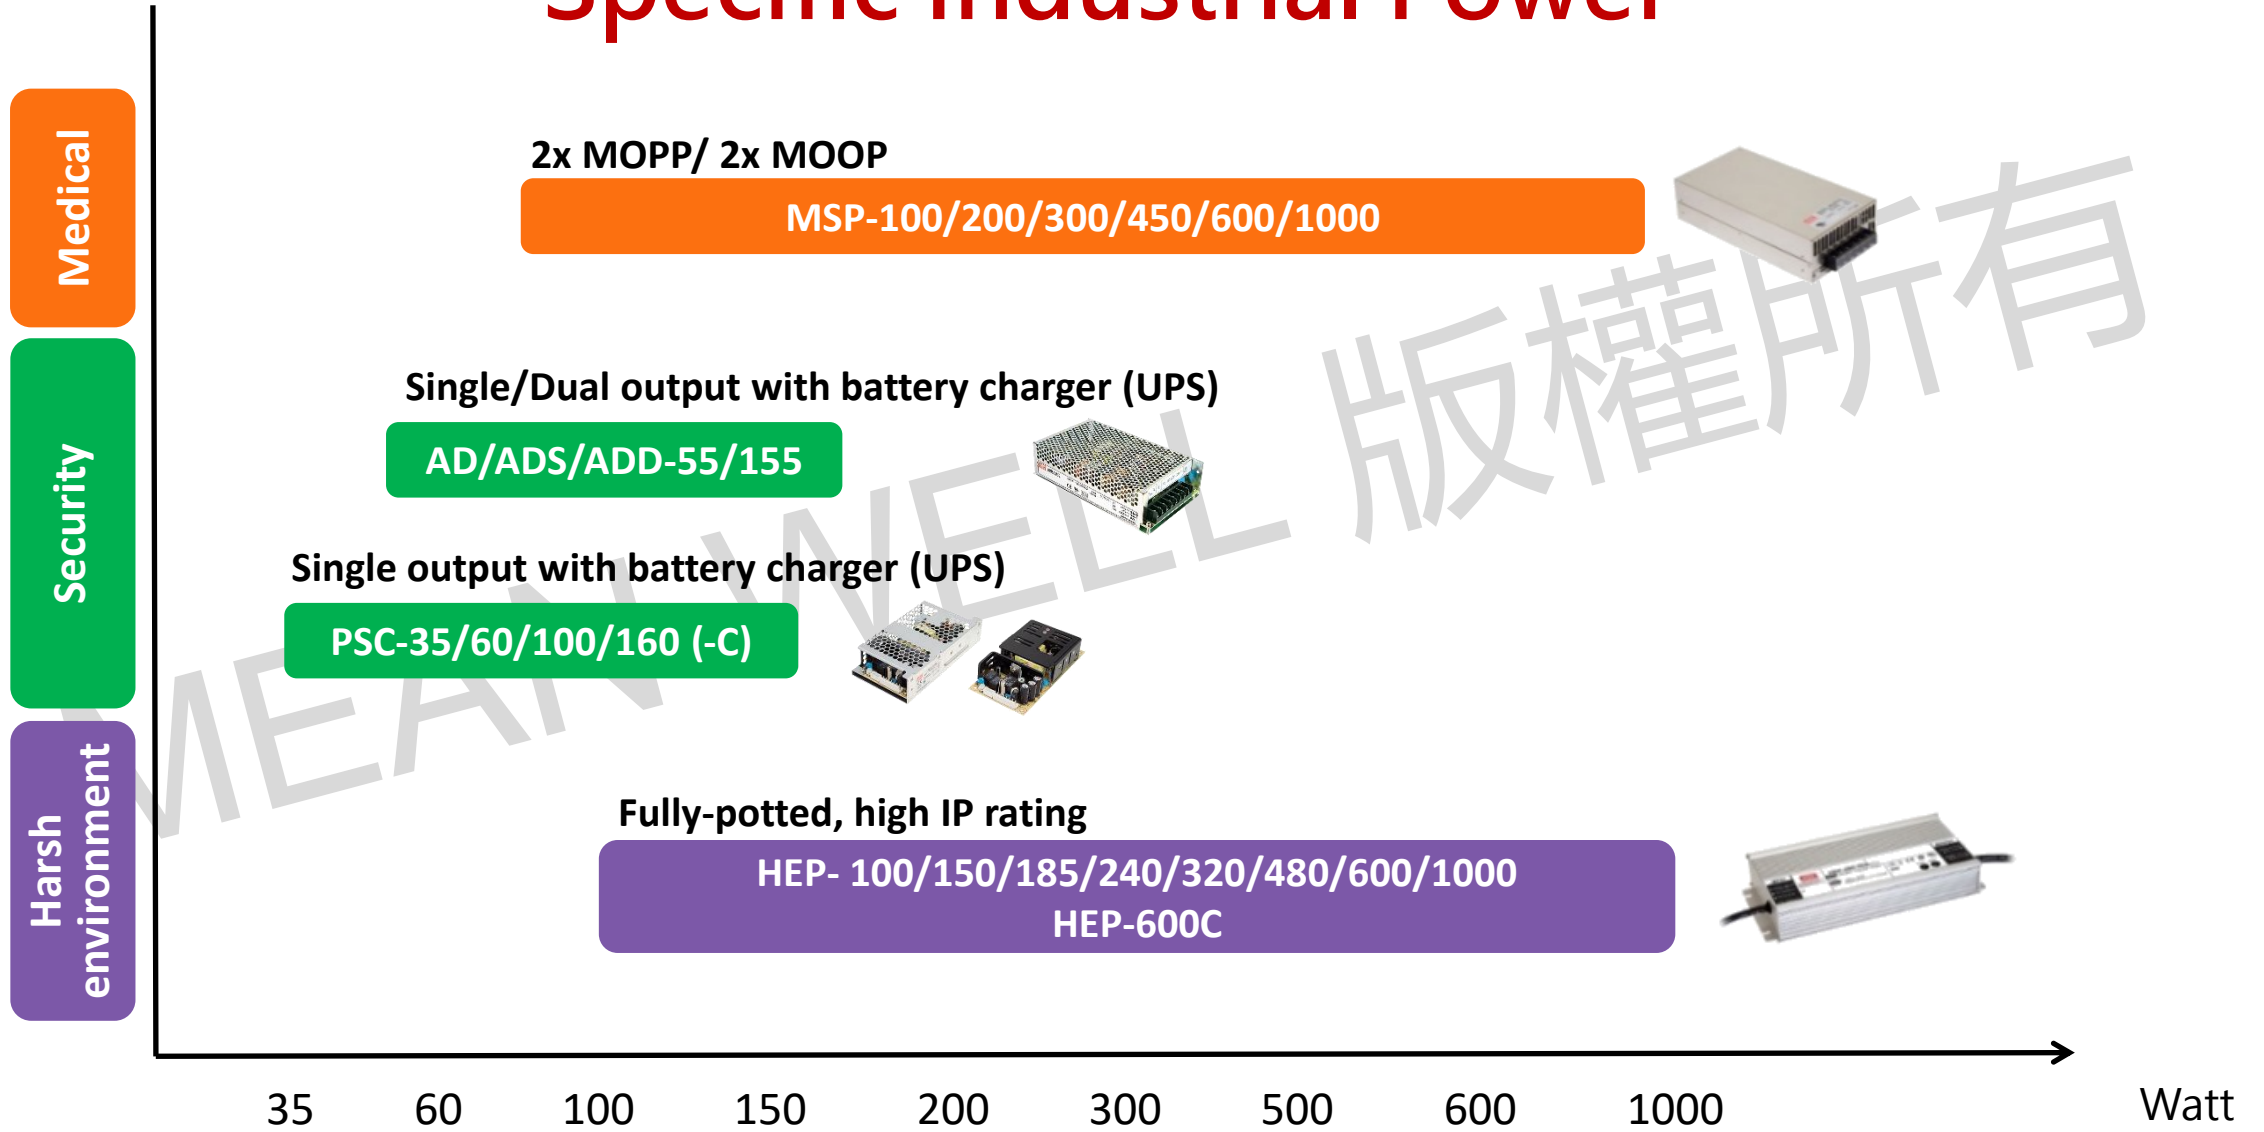 Specific Industrial Power
Medical
2x MOPP/ 2x MOOP
MSP-100/200/300/450/600/1000
Security
Single/Dual output with battery charger (UPS)
AD/ADS/ADD-55/155
Single output with battery charger (UPS)
PSC-35/60/100/160 (-C)
Harsh
environment
Fully-potted, high IP rating
HEP- 100/150/185/240/320/480/600/1000
HEP-600C
MEAN WELL 版權所有
35 60 100 150 200 300 500 600 1000 Watt